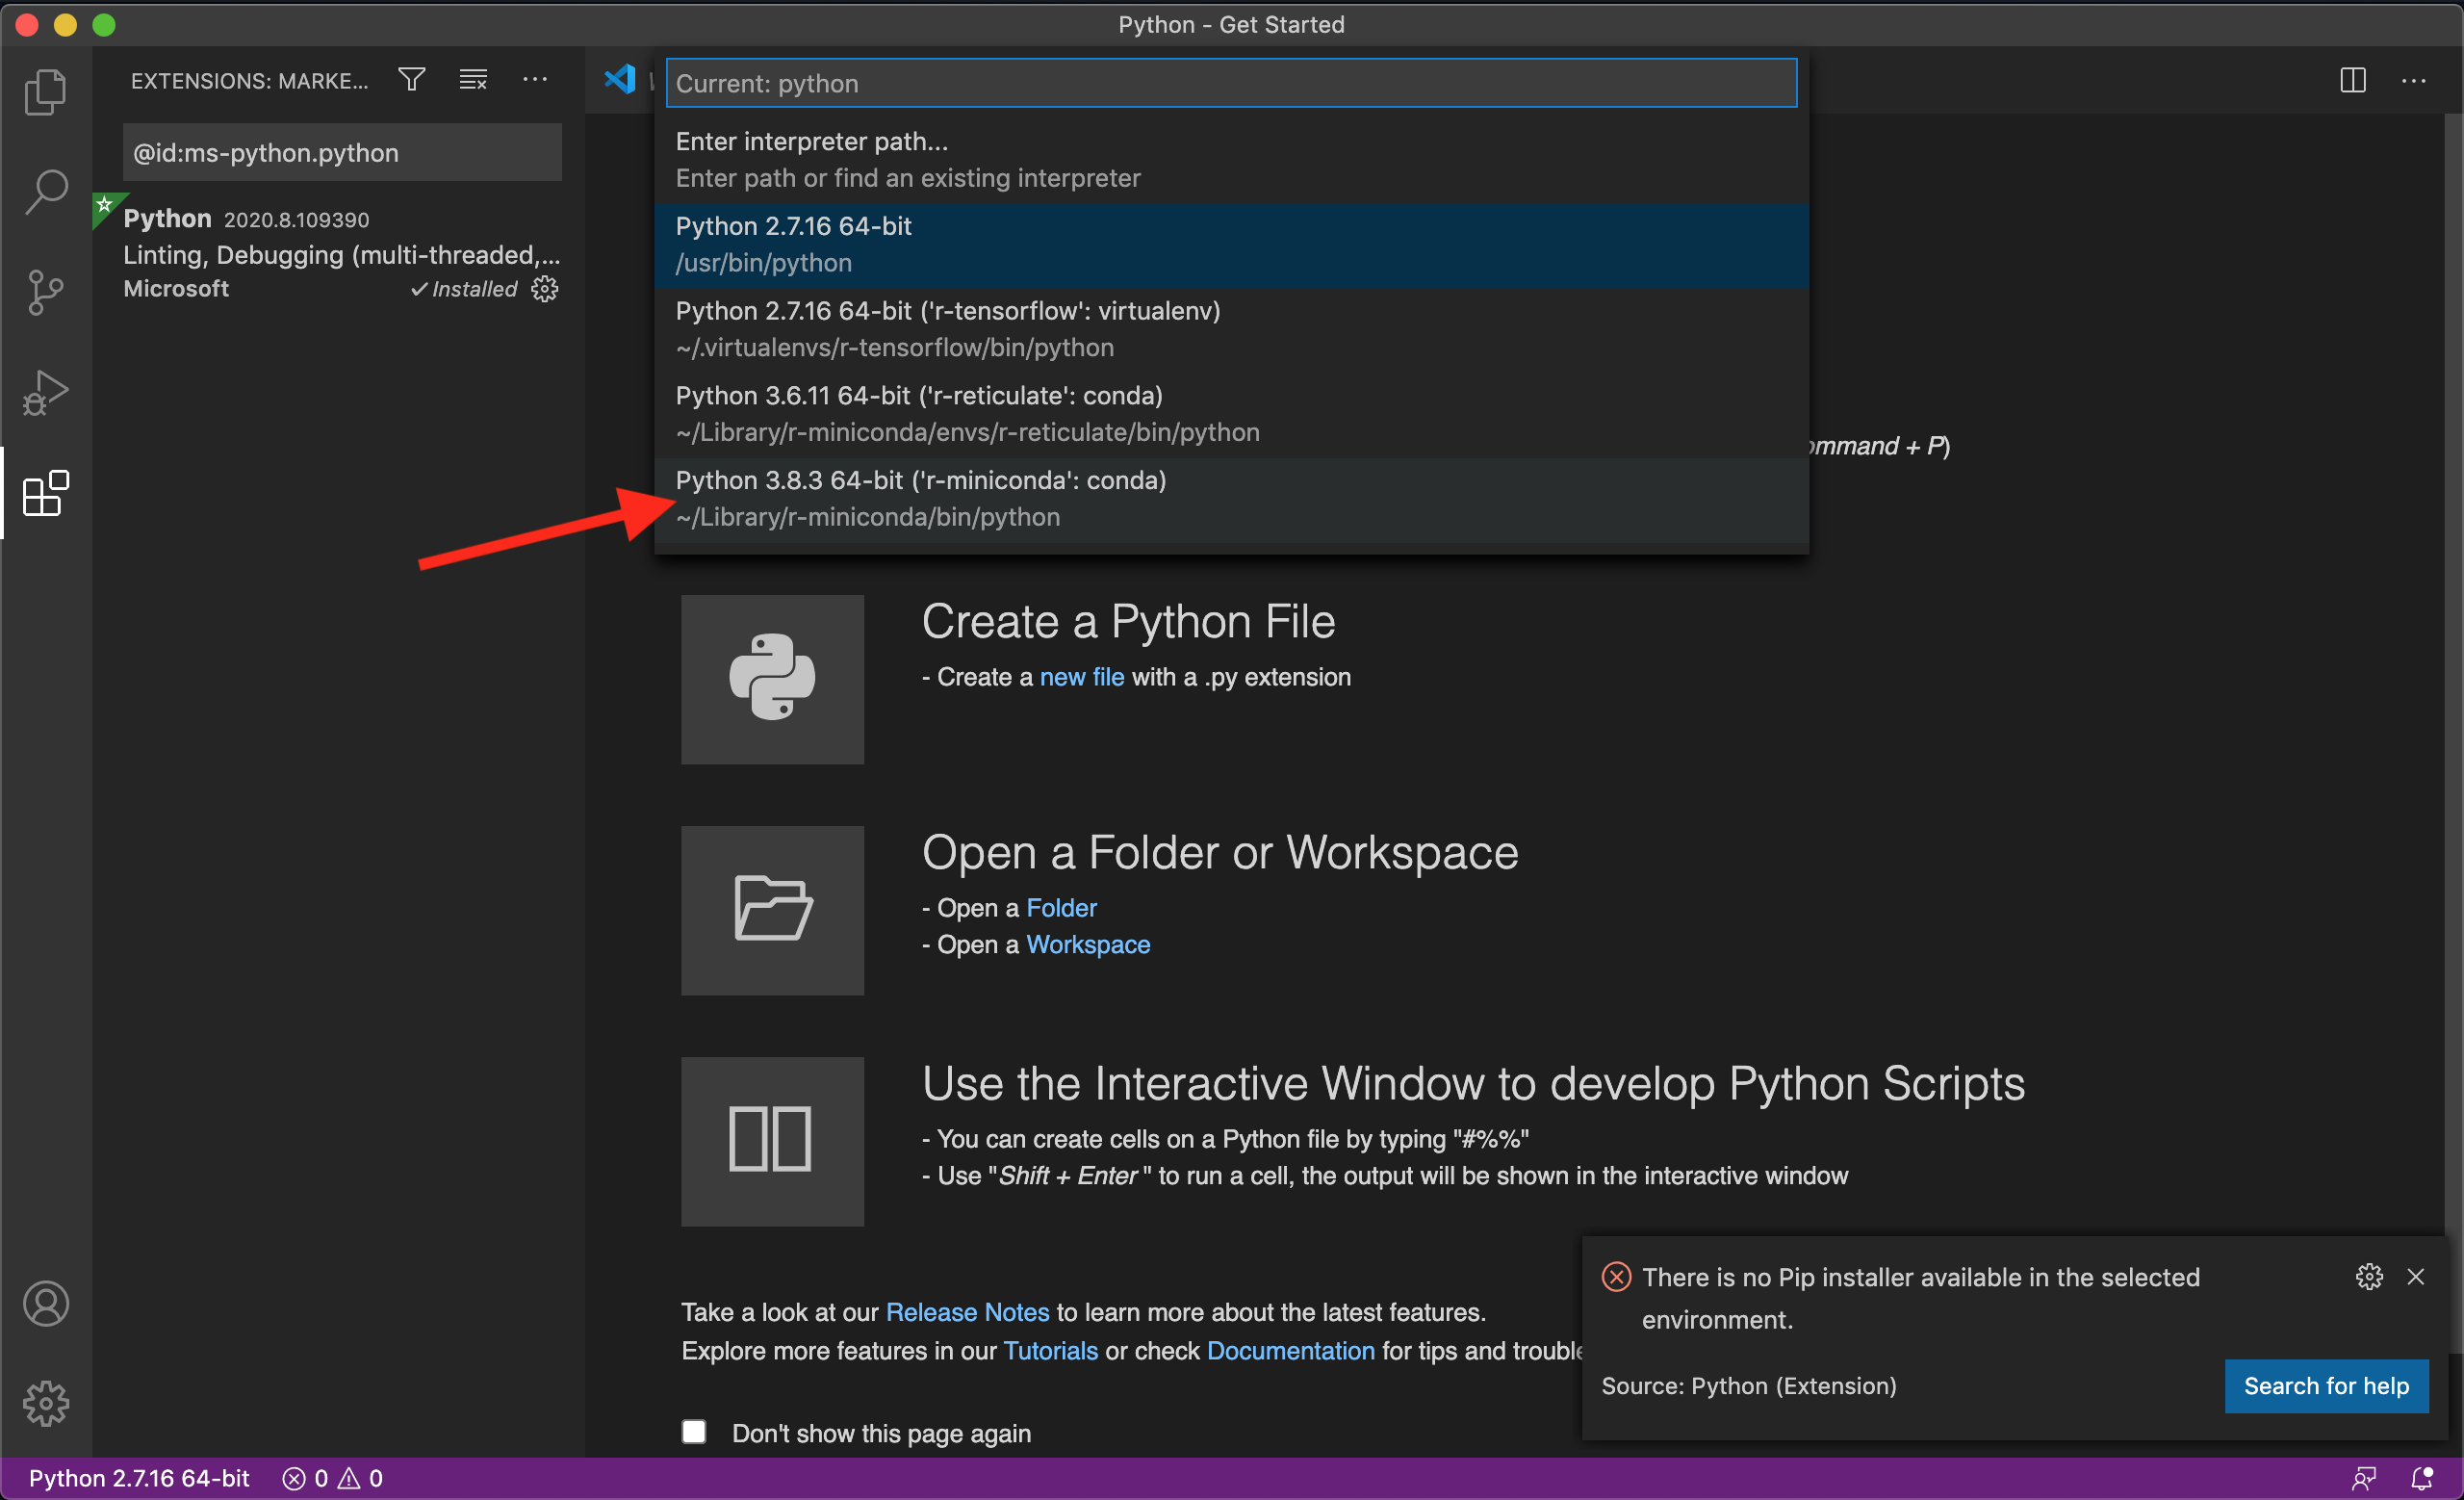 Python - Get Started
EXTENSIONS: MARKE...
@id:ms-python.python
Python 2020.8.109390
Linting, Debugging (multi-threaded,...
Microsoft
Installed
Current: python
Enter interpreter path...
Enter path or find an existing interpreter
Python 2.7.16 64-bit
/usr/bin/python
Python 2.7.16 64-bit ('r-tensorflow': virtualenv)
~/.virtualenvs/r-tensorflow/bin/python
Python 3.6.11 64-bit ('r-reticulate': conda)
~/Library/r-miniconda/envs/r-reticulate/bin/python
Python 3.8.3 64-bit ('r-miniconda': conda)
~/Library/r-miniconda/bin/python
+ P)
Create a Python File
- Create a new file with a .py extension
Open a Folder or Workspace
- Open a Folder
- Open a Workspace
Use the Interactive Window to develop Python Scripts
- You can create cells on a Python file by typing "#%%"
- Use "Shift + Enter " to run a cell, the output will be shown in the interactive window
Take a look at our Release Notes to learn more about the latest features.
Explore more features in our Tutorials or check Documentation for tips and
Don't show this page again
There is no Pip installer available in the selected
environment.
Source: Python (Extension)
Search for help
Python 2.7.16 64-bit
0
0